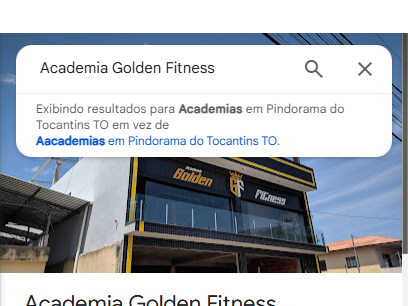 Academia Golden Fitness
Exibindo resultados para Academias em Pindorama do
Tocantins TO em vez de
Aacademias em Pindorama do Tocantins TO.
Academia
Golden GF Fitness
Academia Golden Fitness